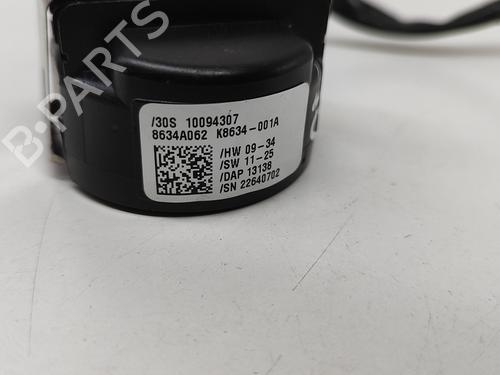 /30S 10094307
8634A062 K8634-001A
/HW 09-34
/SW 11-25
/DAP 13138
/SN 22640702
B-PARTS